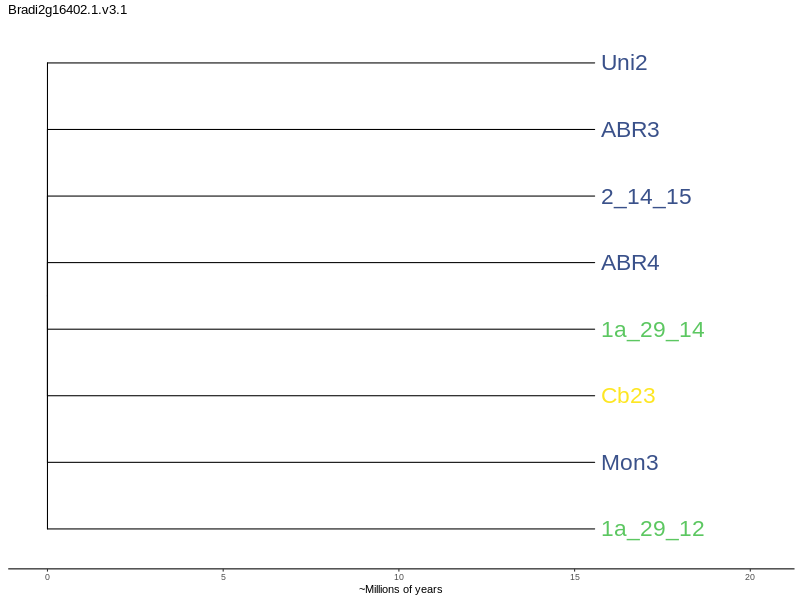 Bradi2g16402.1.v3.1
Uni2
ABR3
2_14_15
ABR4
1a_29_14
Cb23
Mon3
1a_29_12
0 5 10 15 20
~Millions of years